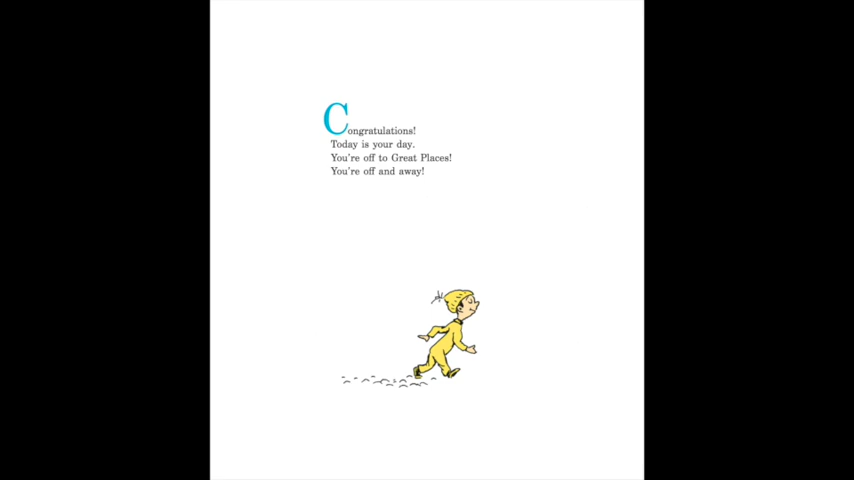 Congratulations!
Today is your day.
You're off to Great Places!
You're off and away!